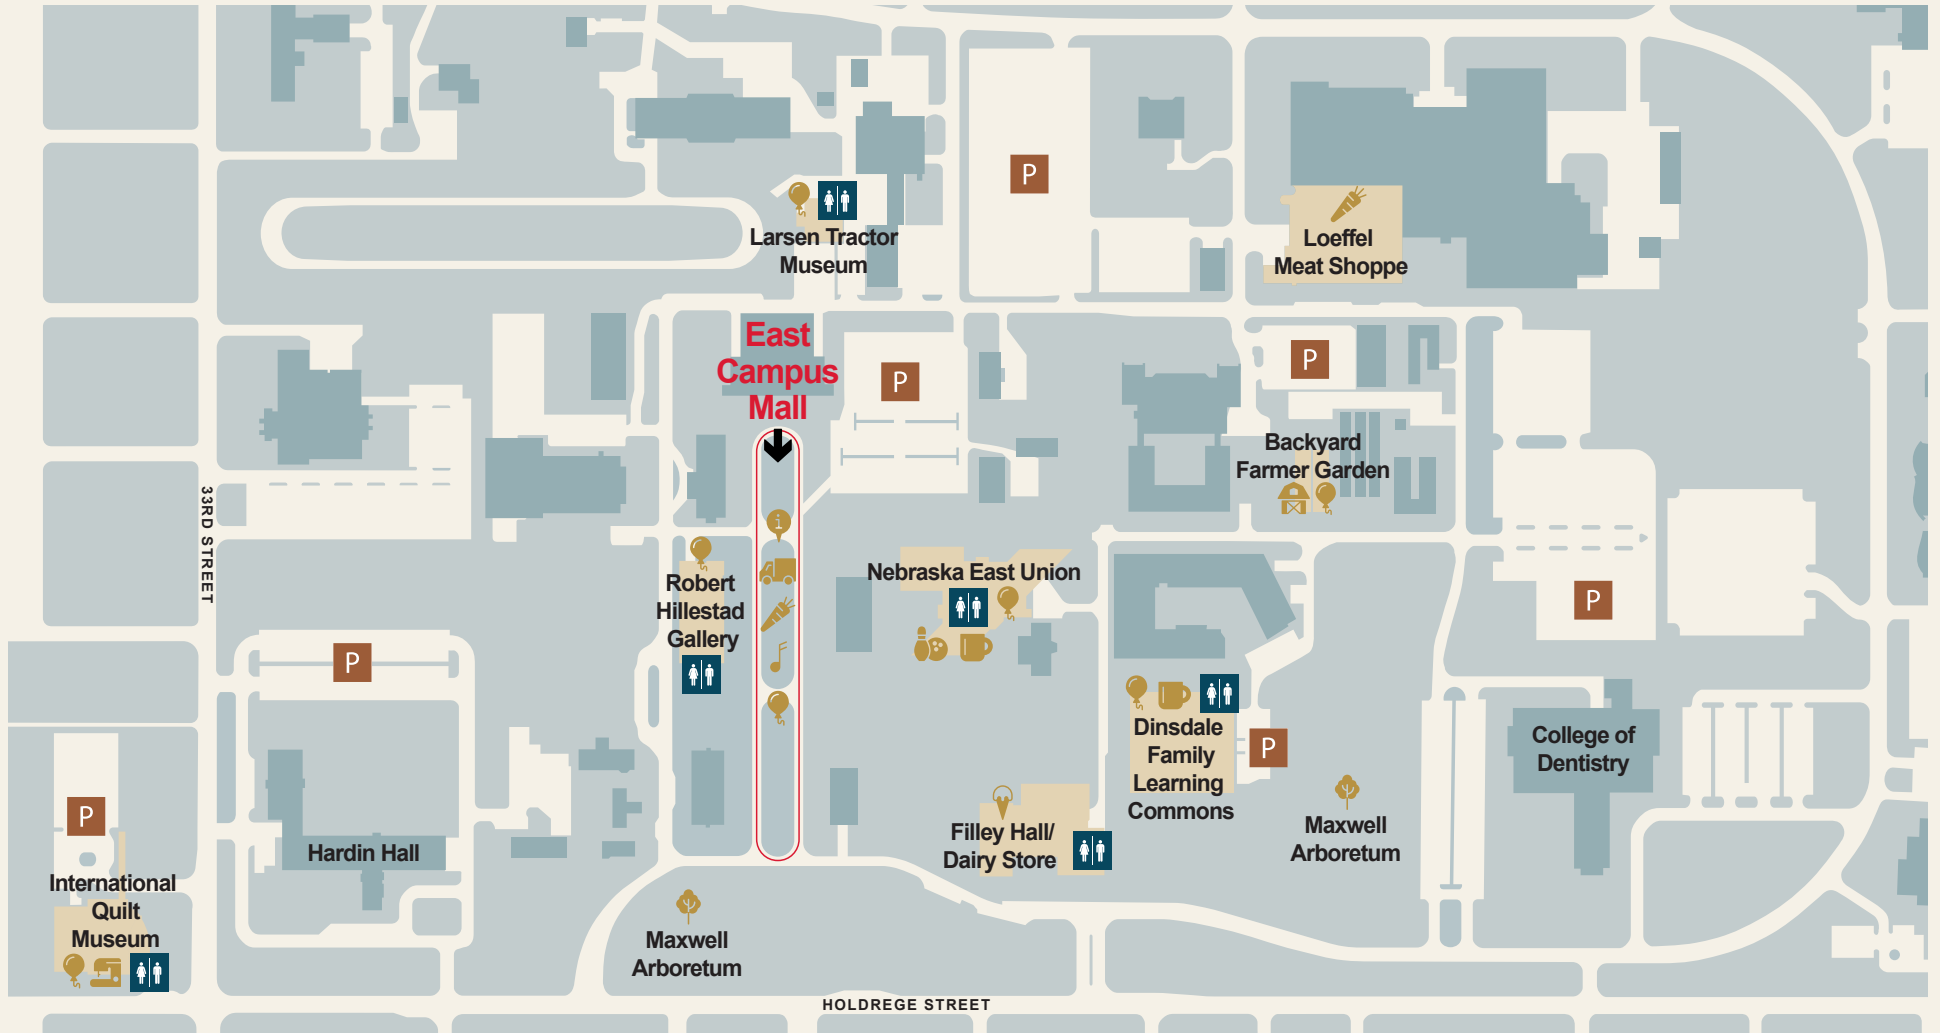 P
Larsen Tractor
Museum
Loeffel
Meat Shoppe
East
Campus
Mall
P
P
Backyard
Farmer Garden
33RD STREET
i
Robert
Hillestad
Gallery
Nebraska East Union
P
P
Dinsdale
Family
Learning
Commons
P
College of
Dentistry
P
Hardin Hall
Filley Hall/
Dairy Store
Maxwell
Arboretum
International
Quilt
Museum
Maxwell
Arboretum
HOLDREGE STREET